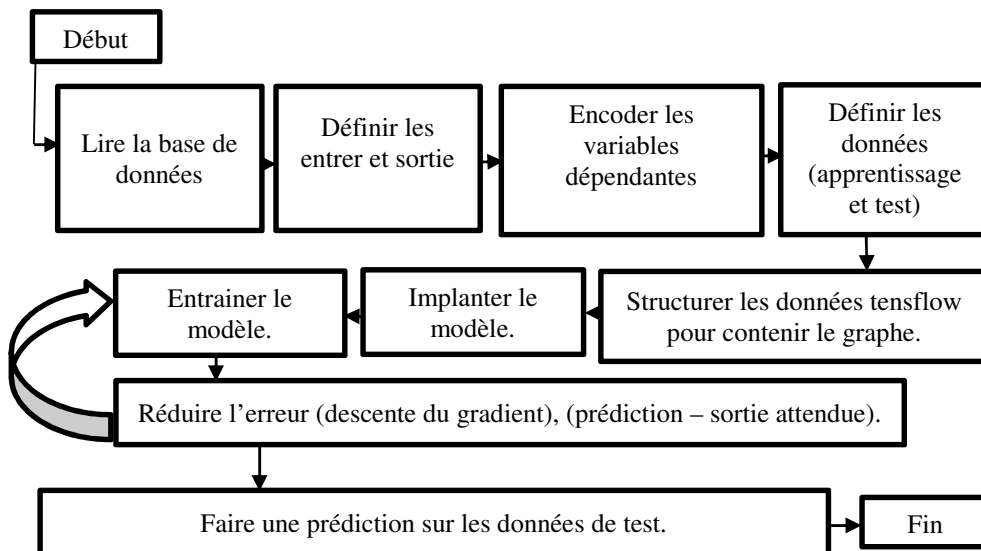 Début
Lire la base de
données
Définir les
entrer et sortie
Encoder les
variables
dépendantes
Définir les
données
(apprentissage
et test)
Structurer les données tensflow
pour contenir le graphe.
Implanter le
modèle.
Entrainer le
modèle.
Réduire l’erreur (descente du gradient), (prédiction – sortie attendue).
Faire une prédiction sur les données de test.
Fin